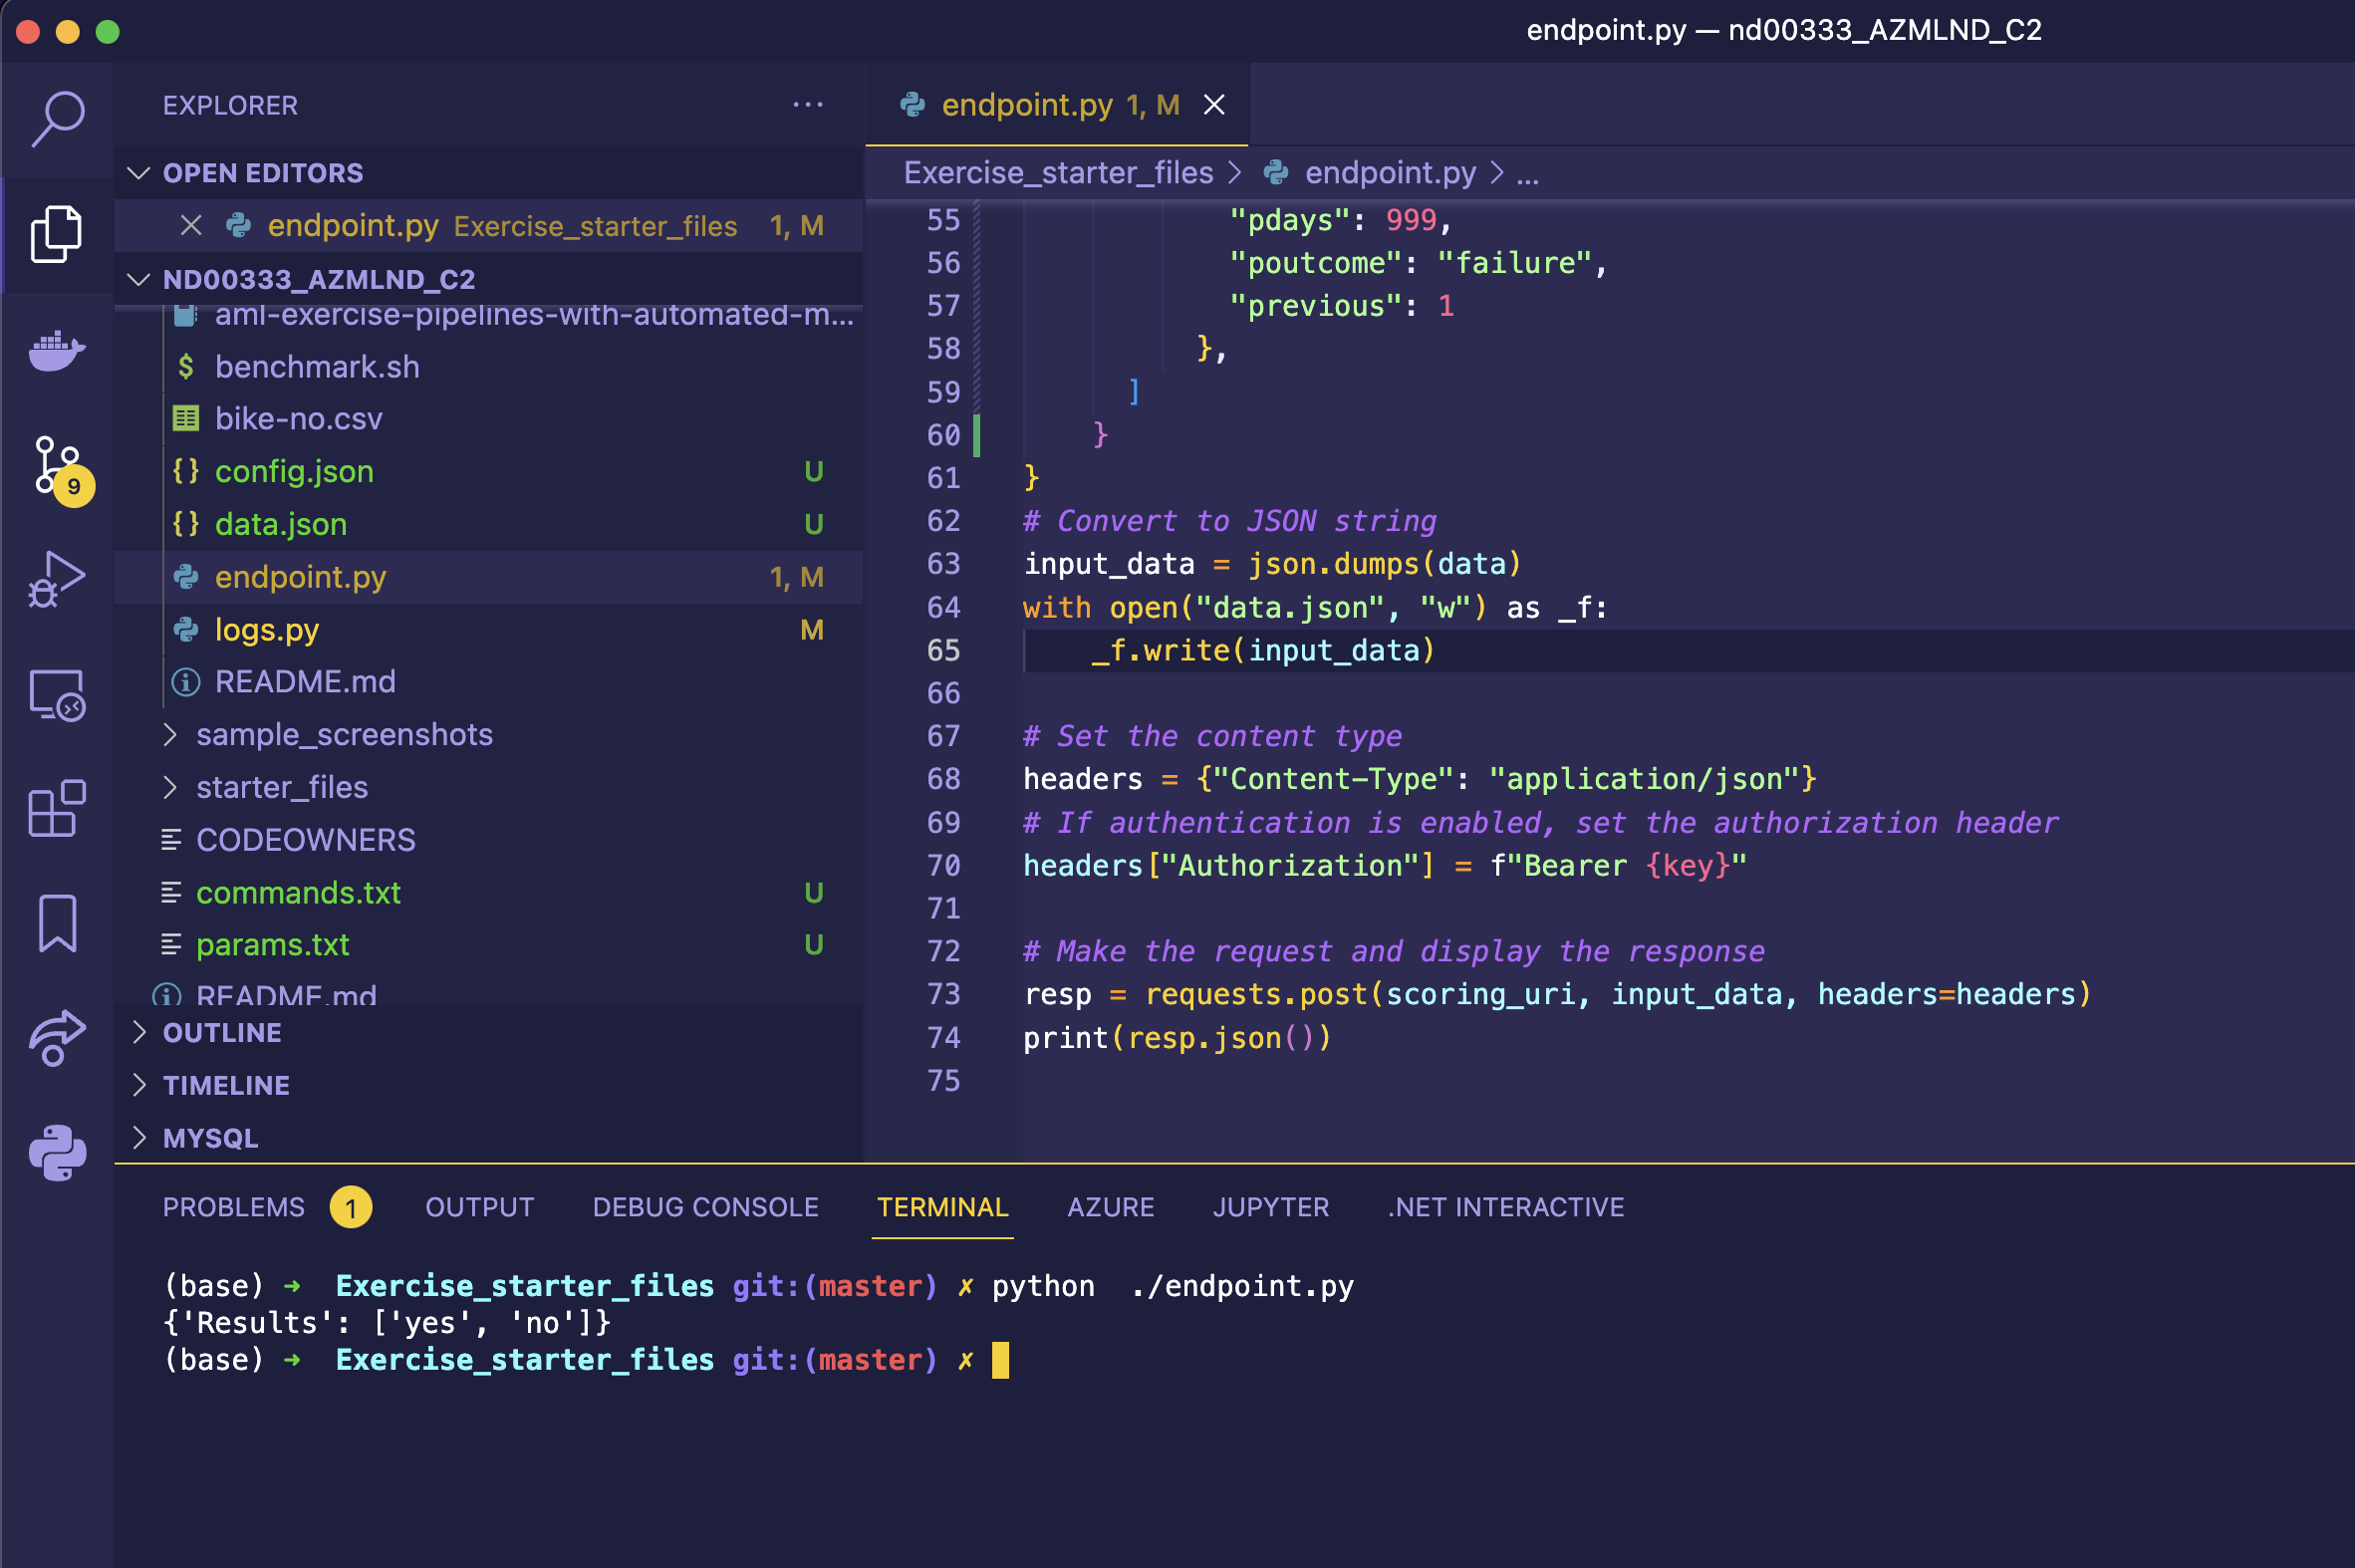 endpoint.py — nd00333_AZMLND_C2
EXPLORER
OPEN EDITORS
endpoint.py Exercise_starter_files 1, M
ND00333_AZMLND_C2
aml-exercise-pipelines-with-automated-m...
benchmark.sh
bike-no.csv
config.json U
data.json U
endpoint.py 1, M
logs.py M
README.md
sample_screenshots
starter_files
CODEOWNERS
commands.txt U
params.txt U
README.md
OUTLINE
TIMELINE
MYSQL
9
endpoint.py 1, M
Exercise_starter_files > endpoint.py > ...
55 "pdays": 999,
56 "poutcome": "failure",
57 "previous": 1
58 },
59 ]
60 }
61 }
62 # Convert to JSON string
63 input_data = json.dumps(data)
64 with open("data.json", "w") as _f:
65 _f.write(input_data)
66
67 # Set the content type
68 headers = {"Content-Type": "application/json"}
69 # If authentication is enabled, set the authorization header
70 headers["Authorization"] = f"Bearer {key}"
71
72 # Make the request and display the response
73 resp = requests.post(scoring_uri, input_data, headers=headers)
74 print(resp.json())
75
PROBLEMS 1 OUTPUT DEBUG CONSOLE TERMINAL AZURE JUPYTER .NET INTERACTIVE
(base) ➜ Exercise_starter_files git:(master) ✗ python ./endpoint.py
{'Results': ['yes', 'no']}
(base) ➜ Exercise_starter_files git:(master) ✗